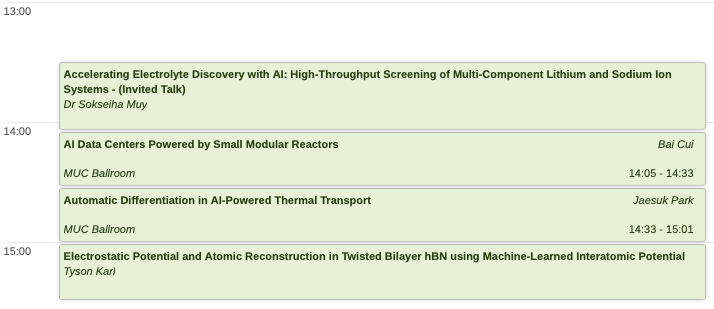 13:00
Accelerating Electrolyte Discovery with AI: High-Throughput Screening of Multi-Component Lithium and Sodium Ion
Systems - (Invited Talk)
Dr Sokseiha Muy
14:00
AI Data Centers Powered by Small Modular Reactors Bai Cui
MUC Ballroom 14:05 - 14:33
Automatic Differentiation in AI-Powered Thermal Transport Jaesuk Park
MUC Ballroom 14:33 - 15:01
15:00
Electrostatic Potential and Atomic Reconstruction in Twisted Bilayer hBN using Machine-Learned Interatomic Potential
Tyson Karl